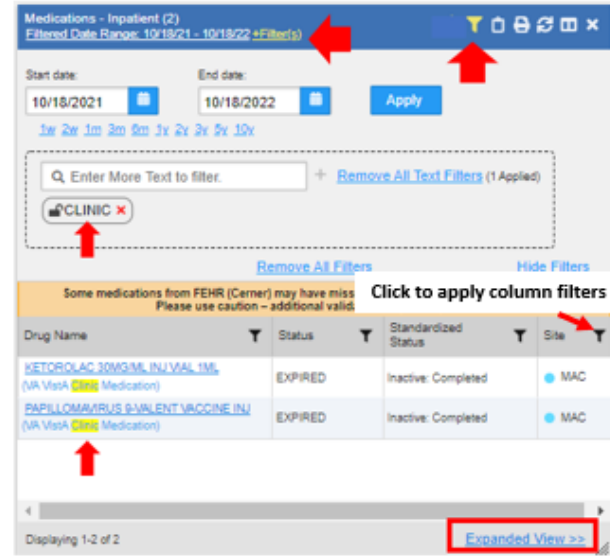 Medications - Inpatient (2)
Filtered Date Range: 10/18/21 - 10/18/22 +Filter(s)
Start date:
End date:
10/18/2021
10/18/2022
Apply
1w 2w 1m 3m 6m 1y 2y 3y 5y 10y
Enter More Text to filter.
+ Remove All Text Filters (1 Applied)
CLINIC ×
Remove All Filters
Hide Filters
Some medications from FEHR (Cerner) may have miss
Please use caution – additional valid
Click to apply column filters
Drug Name
Status
Standardized Status
Site
KETOROLAC 30MG/ML INJ VIAL 1ML
(VA VistA Clinic Medication)
EXPIRED
Inactive: Completed
MAC
PAPILLOMAVIRUS 9-VALENT VACCINE INJ
(VA VistA Clinic Medication)
EXPIRED
Inactive: Completed
MAC
Displaying 1-2 of 2
Expanded View >>